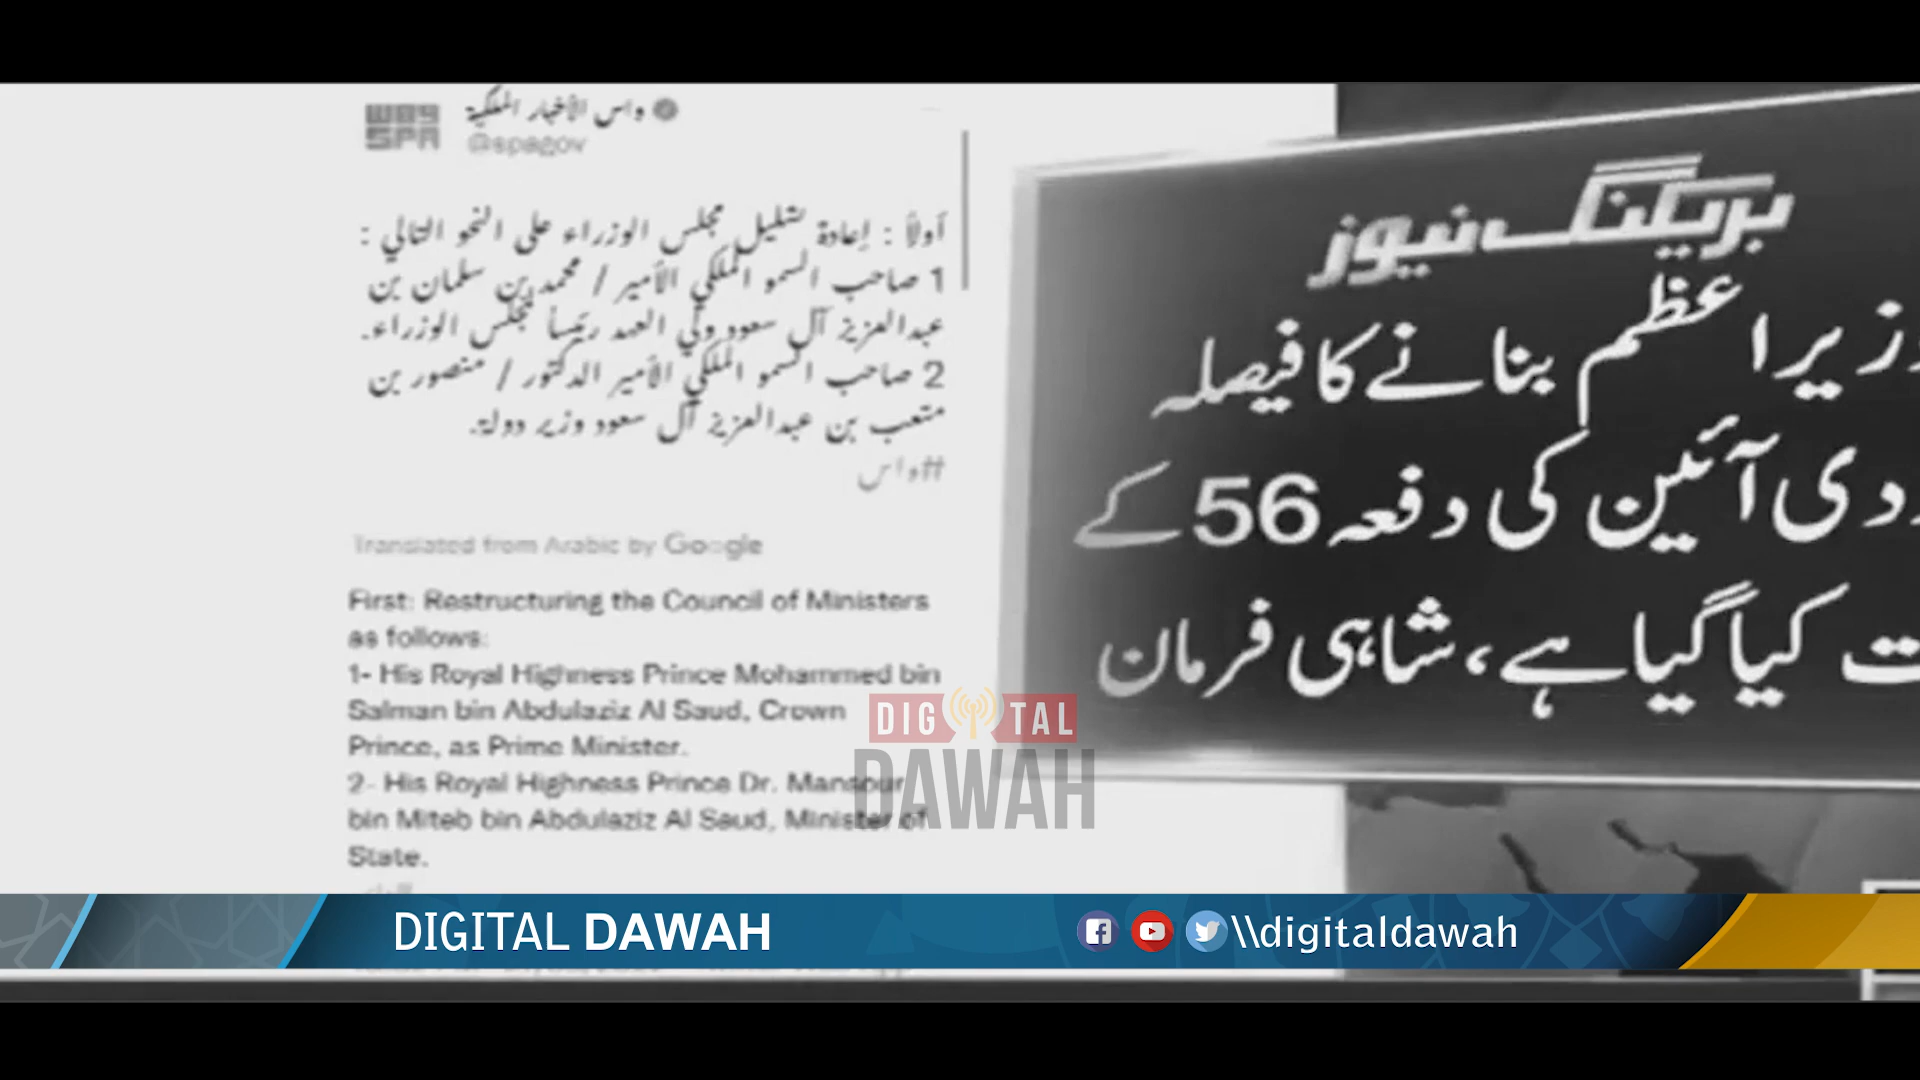 واس SPA
واس الأخبار الملكية
@spagov
أولاً : إعادة تشكيل مجلس الوزراء على النحو التالي :
1 صاحب السمو الملكي الأمير / محمد بن سلمان بن
عبدالعزيز آل سعود ولي العهد رئيساً لمجلس الوزراء.
2 صاحب السمو الملكي الأمير الدكتور / منصور بن
متعب بن عبدالعزيز آل سعود وزير دولة.
#واس
Translated from Arabic by Google
First: Restructuring the Council of Ministers
as follows:
1- His Royal Highness Prince Mohammed bin
Salman bin Abdulaziz Al Saud, Crown
Prince, as Prime Minister.
2- His Royal Highness Prince Dr. Mansour
bin Miteb bin Abdulaziz Al Saud, Minister of
State.
بریکنگ نیوز
وزیراعظم بنانے کا فیصلہ
آئین کی دفعہ 56 کے
کیا گیا ہے، شاہی فرمان
DIGITAL
DAWAH
DIGITAL DAWAH
\\digitaldawah